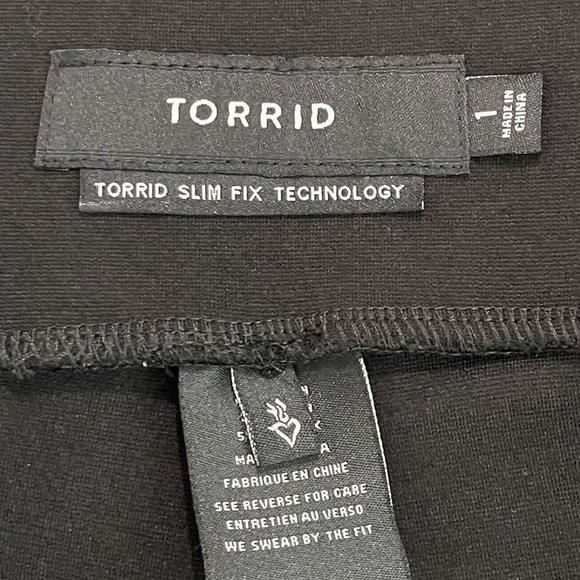 TORRID
1
MADE IN
CHINA
TORRID SLIM FIX TECHNOLOGY
FABRIQUE EN CHINE
SEE REVERSE FOR CARE
ENTRETIEN AU VERSO
WE SWEAR BY THE FIT